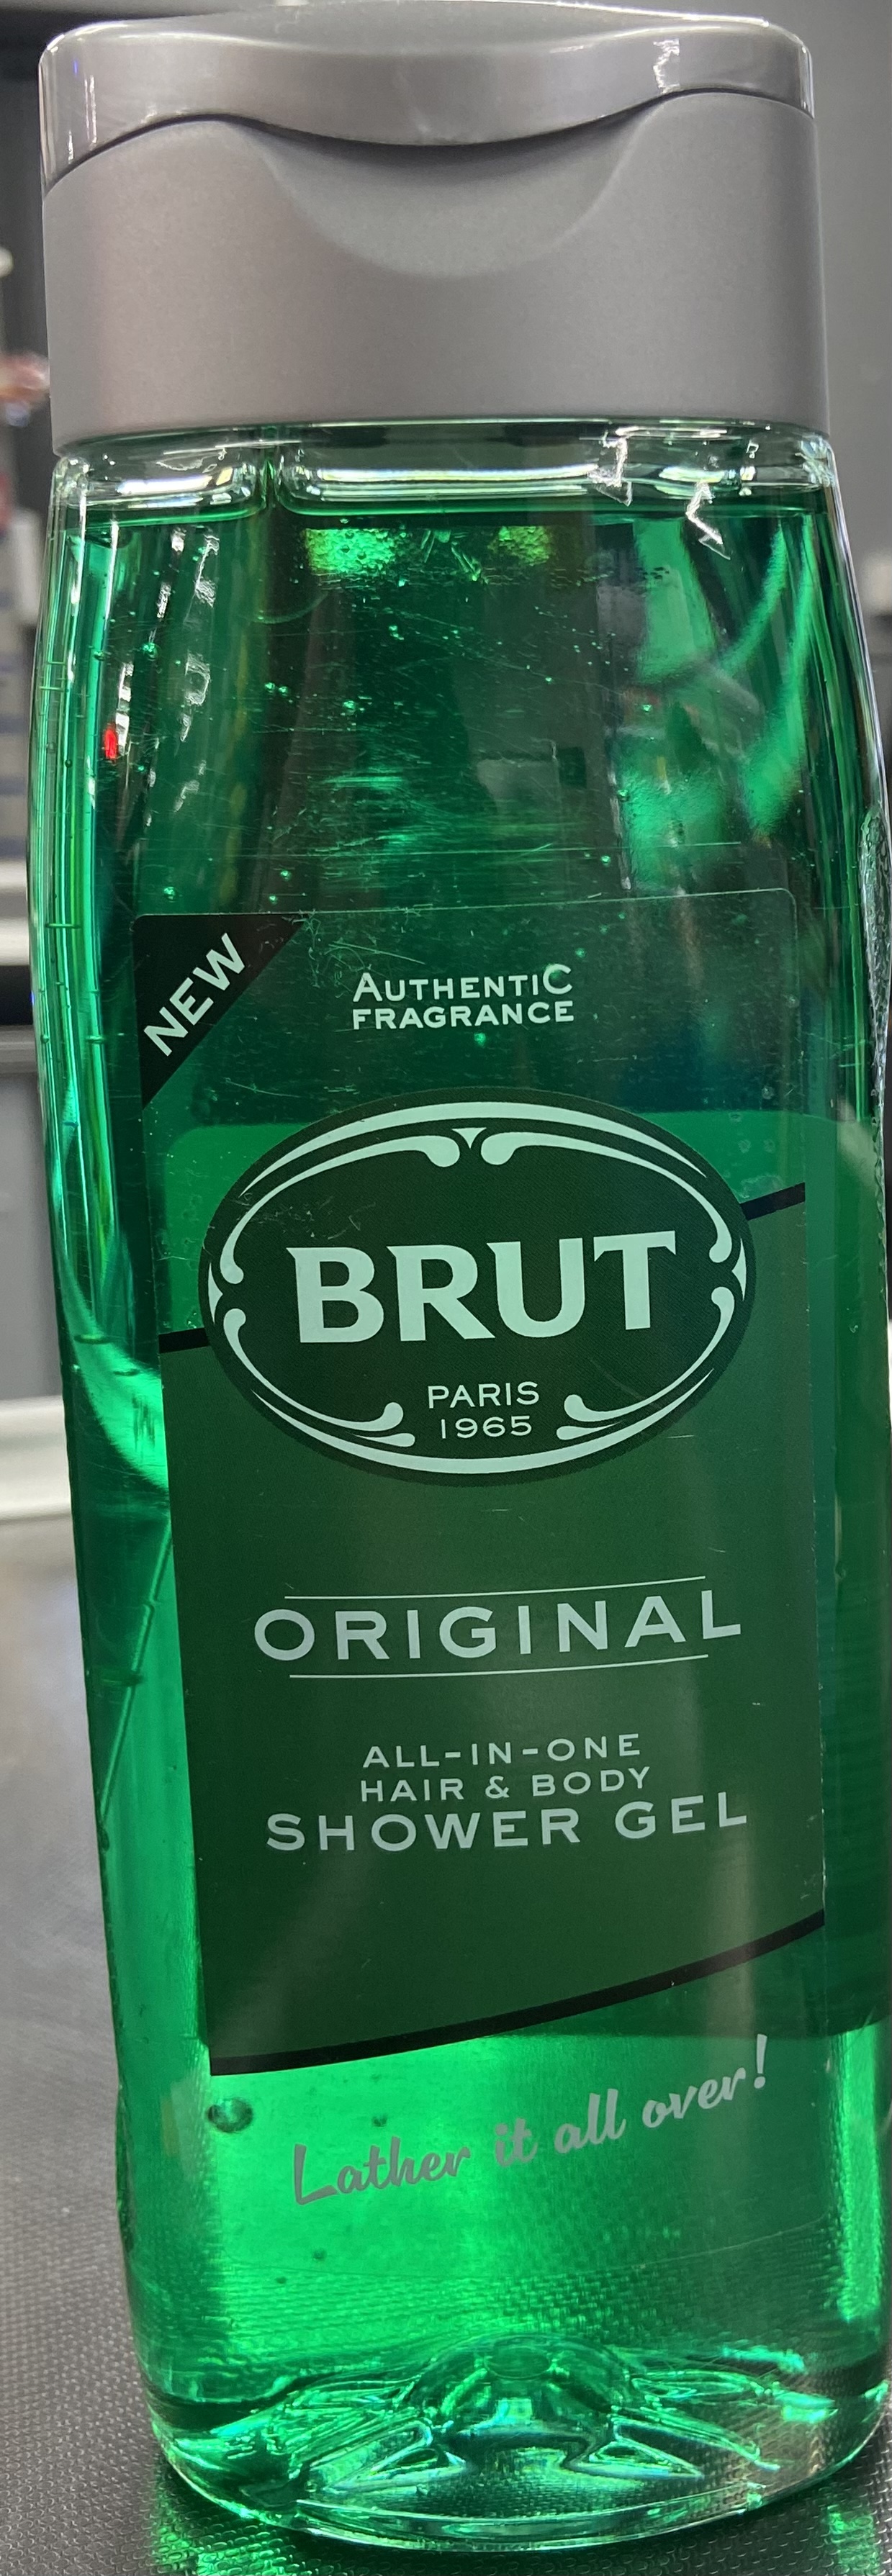 NEW
AUTHENTIC
FRAGRANCE
BRUT
PARIS
1965
ORIGINAL
ALL-IN-ONE
HAIR & BODY
SHOWER GEL
Lather it all over!